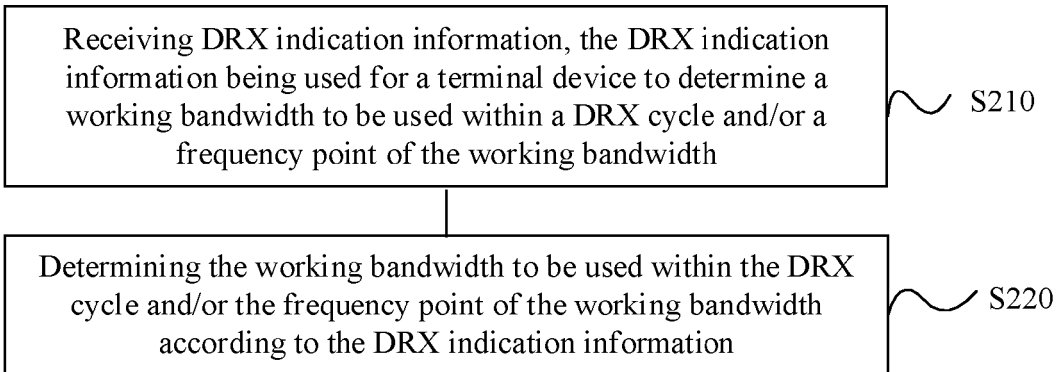 Receiving DRX indication information, the DRX indication
information being used for a terminal device to determine a
working bandwidth to be used within a DRX cycle and/or a
frequency point of the working bandwidth
S210
Determining the working bandwidth to be used within the DRX
cycle and/or the frequency point of the working bandwidth
according to the DRX indication information
S220